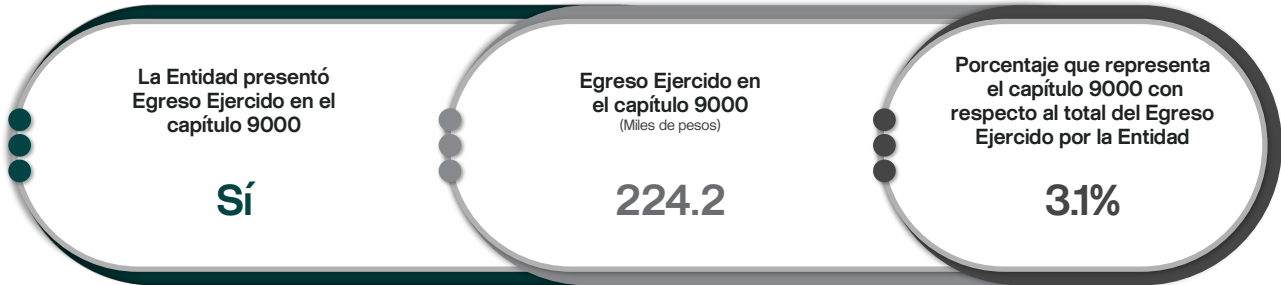 La Entidad presentó
Egreso Ejercido en el
capítulo 9000
Sí
Egreso Ejercido en
el capítulo 9000
(Miles de pesos)
224.2
Porcentaje que representa
el capítulo 9000 con
respecto al total del Egreso
Ejercido por la Entidad
3.1%